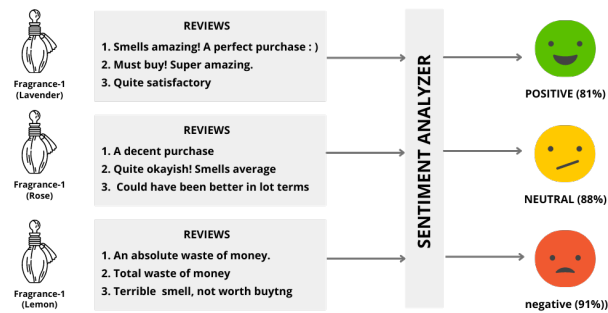 REVIEWS
1. Smells amazing! A perfect purchase : )
2. Must buy! Super amazing.
3. Quite satisfactory
Fragrance-1
(Lavender)
POSITIVE (81%)
REVIEWS
1. A decent purchase
2. Quite okayish! Smells average
3. Could have been better in lot terms
Fragrance-1
(Rose)
NEUTRAL (88%)
SENTIMENT ANALYZER
REVIEWS
1. An absolute waste of money.
2. Total waste of money
3. Terrible smell, not worth buytng
Fragrance-1
(Lemon)
negative (91%))